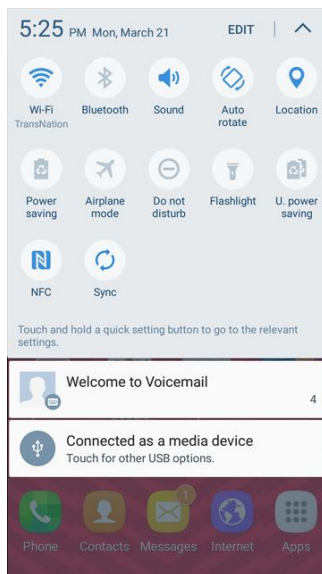 5:25 PM Mon, March 21 EDIT
Wi-Fi Bluetooth Sound Auto rotate Location
TransNation
Power saving Airplane mode Do not disturb Flashlight U. power saving
NFC Sync
Touch and hold a quick setting button to go to the relevant
settings.
Welcome to Voicemail
4
Connected as a media device
Touch for other USB options.
1
Phone Contacts Messages Internet Apps